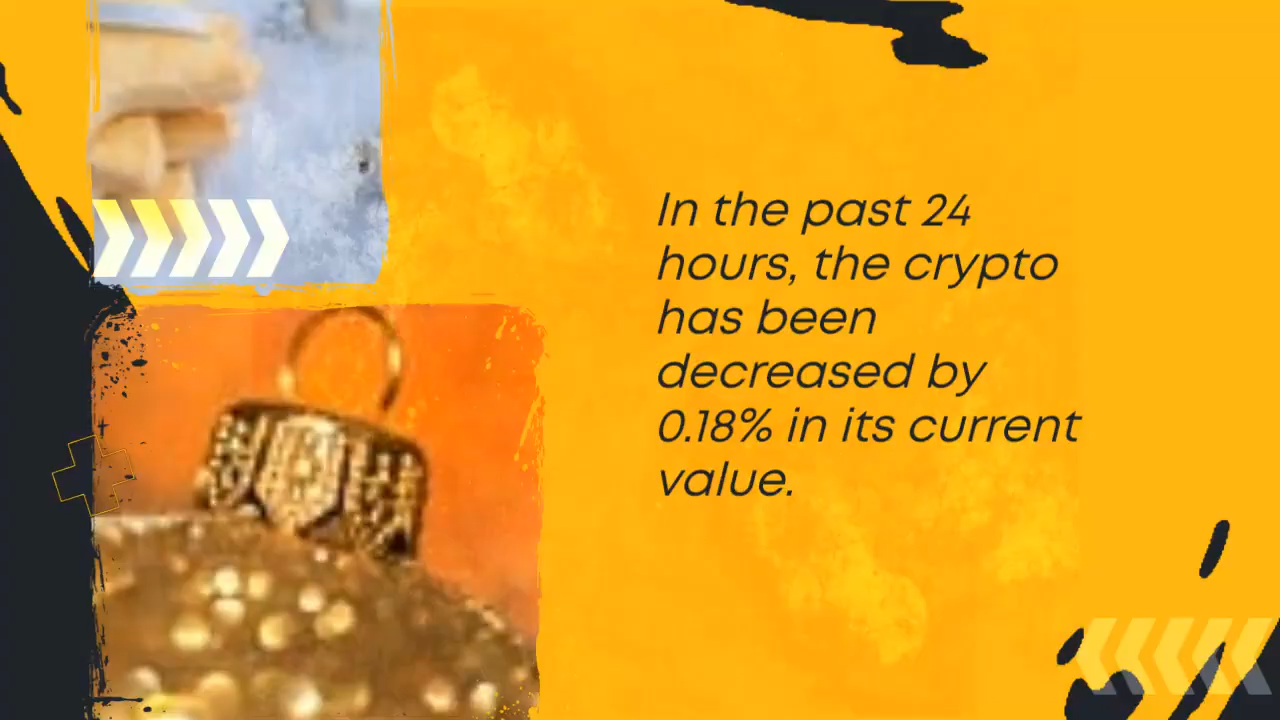 In the past 24
hours, the crypto
has been
decreased by
0.18% in its current
value.